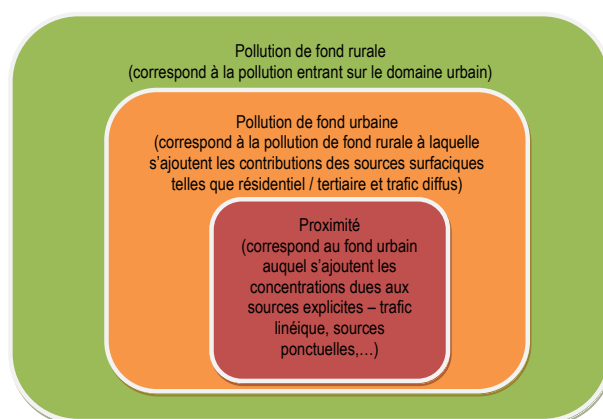 Pollution de fond rurale
(correspond à la pollution entrant sur le domaine urbain)
Pollution de fond urbaine
(correspond à la pollution de fond rurale à laquelle
s'ajoutent les contributions des sources surfaciques
telles que résidentiel / tertiaire et trafic diffus)
Proximité
(correspond au fond urbain
auquel s'ajoutent les
concentrations dues aux
sources explicites – trafic
linéique, sources
ponctuelles,…)